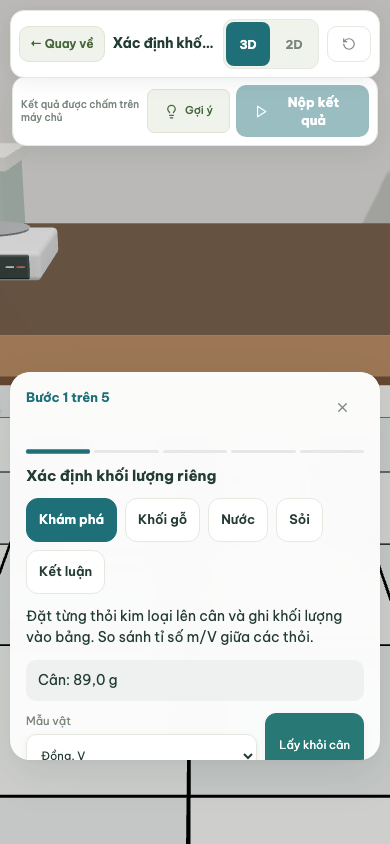 ← Quay về
Xác định khố...
3D
2D
Kết quả được chấm trên
máy chủ
Gợi ý
Nộp kết
quả
Bước 1 trên 5
×
Xác định khối lượng riêng
Khám phá
Khối gỗ
Nước
Sỏi
Kết luận
Đặt từng thỏi kim loại lên cân và ghi khối lượng
vào bảng. So sánh tỉ số m/V giữa các thỏi.
Cân: 89,0 g
Mẫu vật
Đồng, V
Lấy khỏi cân